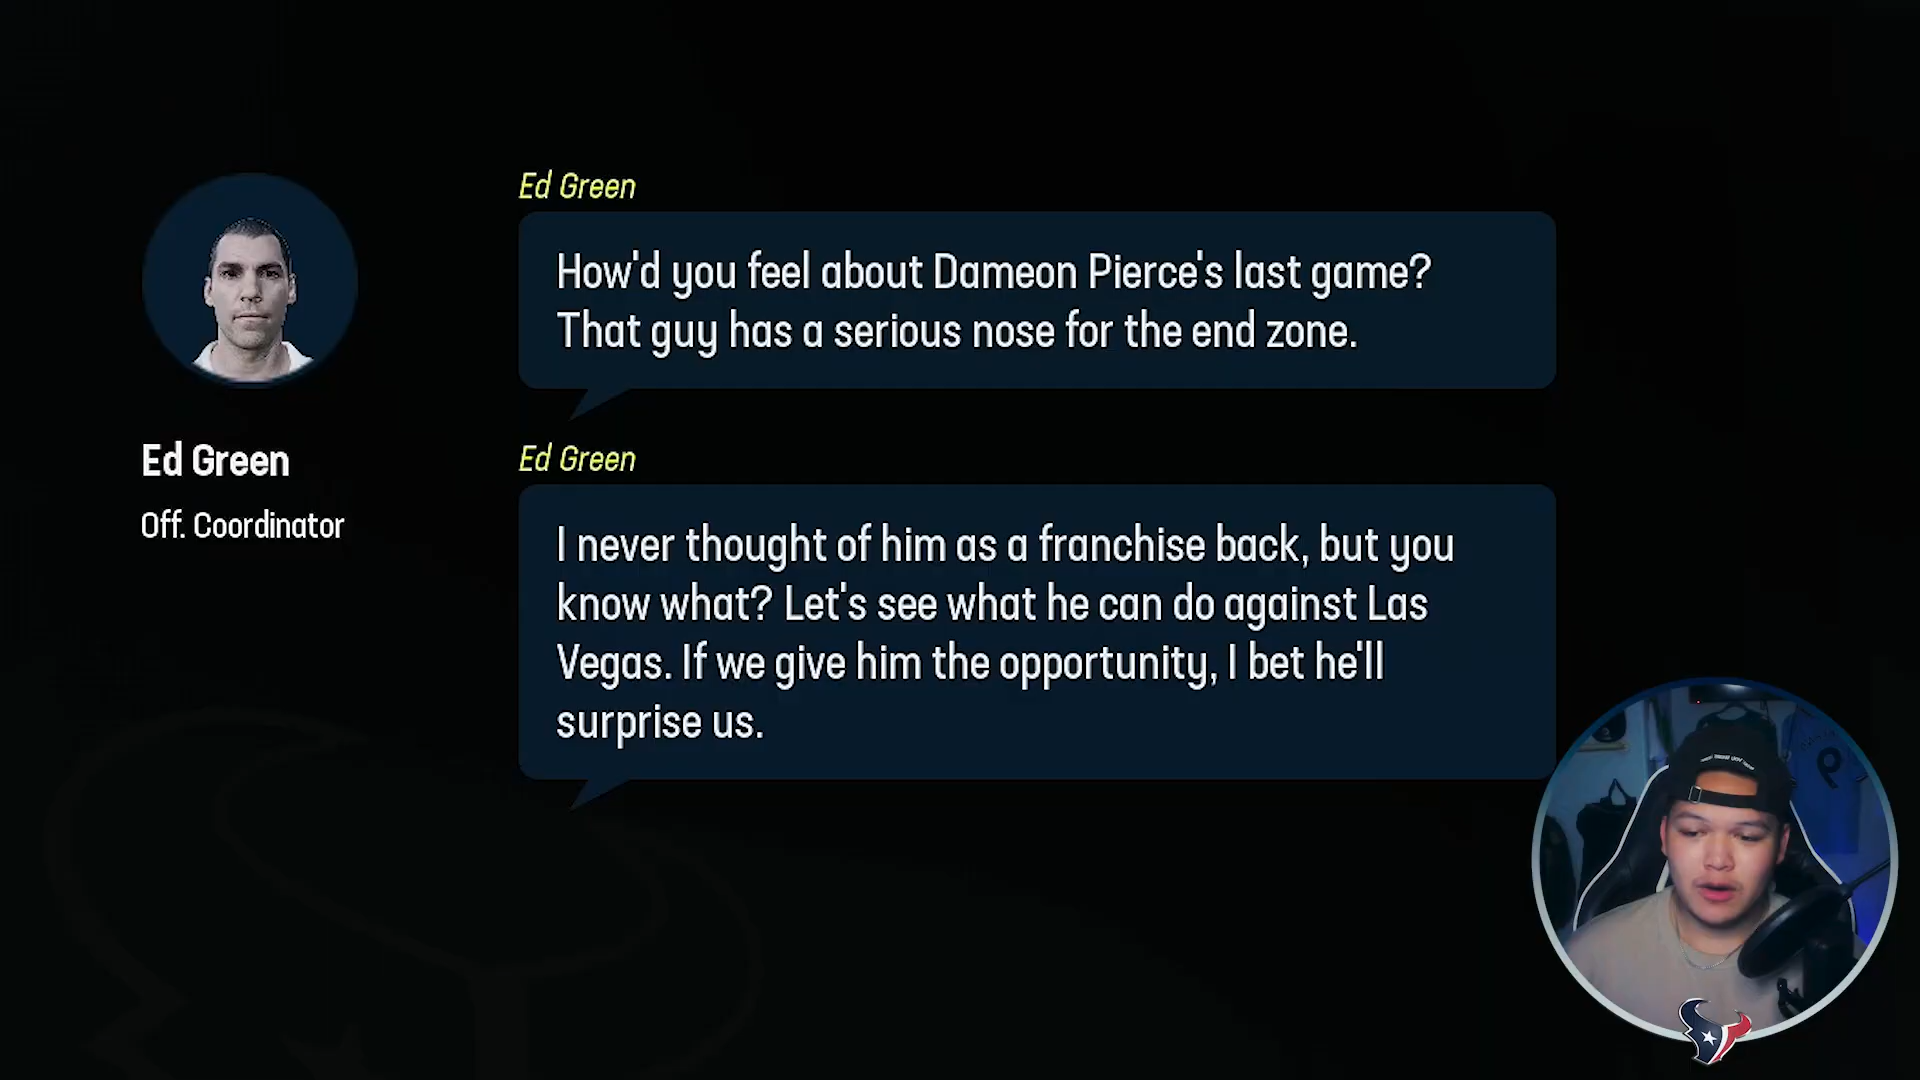 Ed Green
How'd you feel about Dameon Pierce's last game?
That guy has a serious nose for the end zone.
Ed Green
Off. Coordinator
Ed Green
I never thought of him as a franchise back, but you
know what? Let's see what he can do against Las
Vegas. If we give him the opportunity, I bet he'll
surprise us.
9